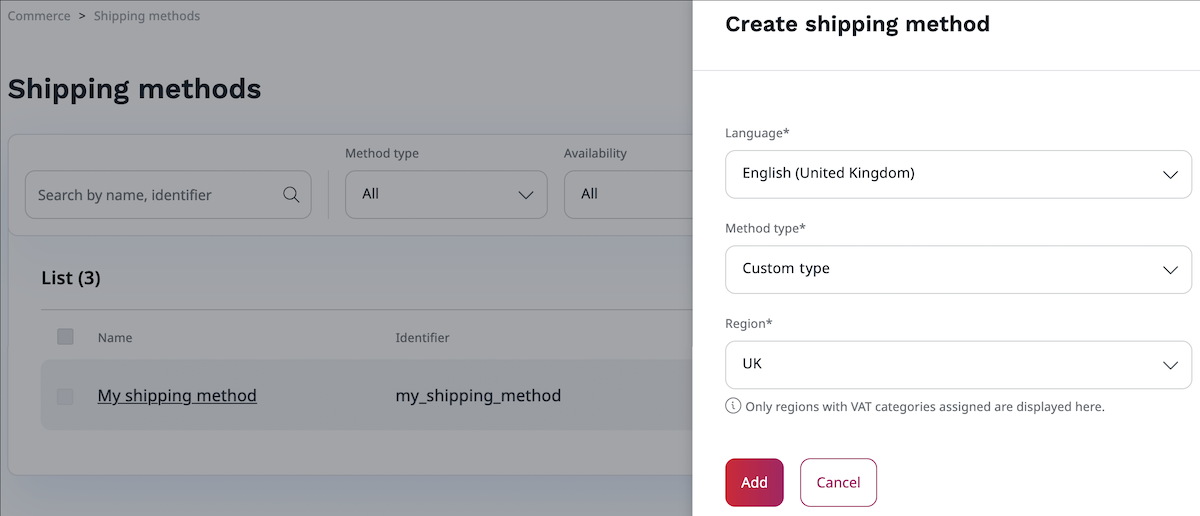 Commerce > Shipping methods
Shipping methods
Method type
Availability
Search by name, identifier
All
All
List (3)
Name
Identifier
My shipping method
my_shipping_method
Create shipping method
Language*
English (United Kingdom)
Method type*
Custom type
Region*
UK
Only regions with VAT categories assigned are displayed here.
Add
Cancel